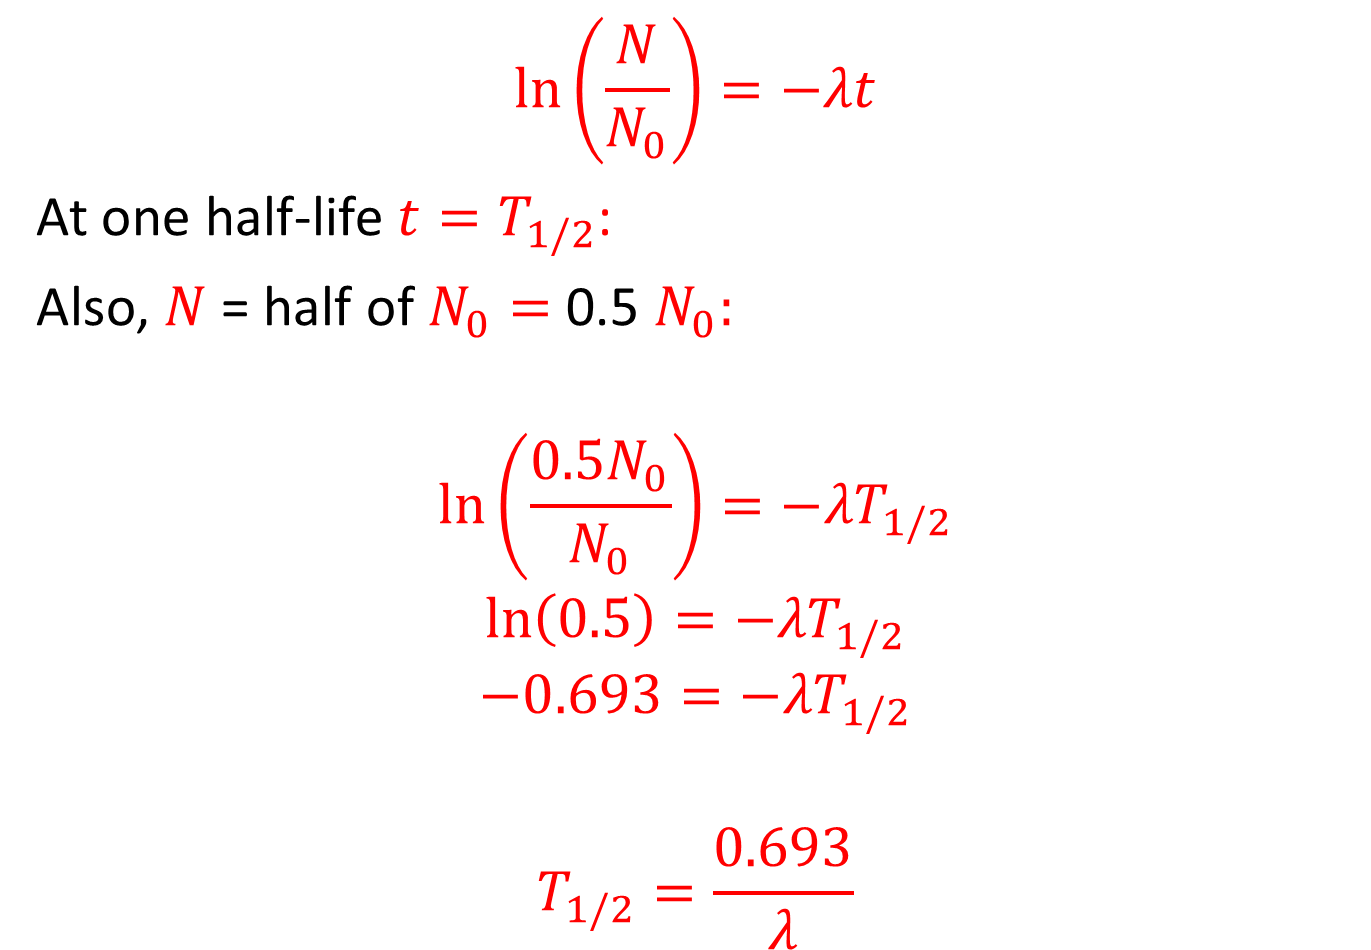 ln(N/N₀) = −λt
At one half-life t = T₁/₂:
Also, N = half of N₀ = 0.5 N₀:
ln(0.5N₀/N₀) = −λT₁/₂
ln(0.5) = −λT₁/₂
−0.693 = −λT₁/₂
T₁/₂ = 0.693/λ